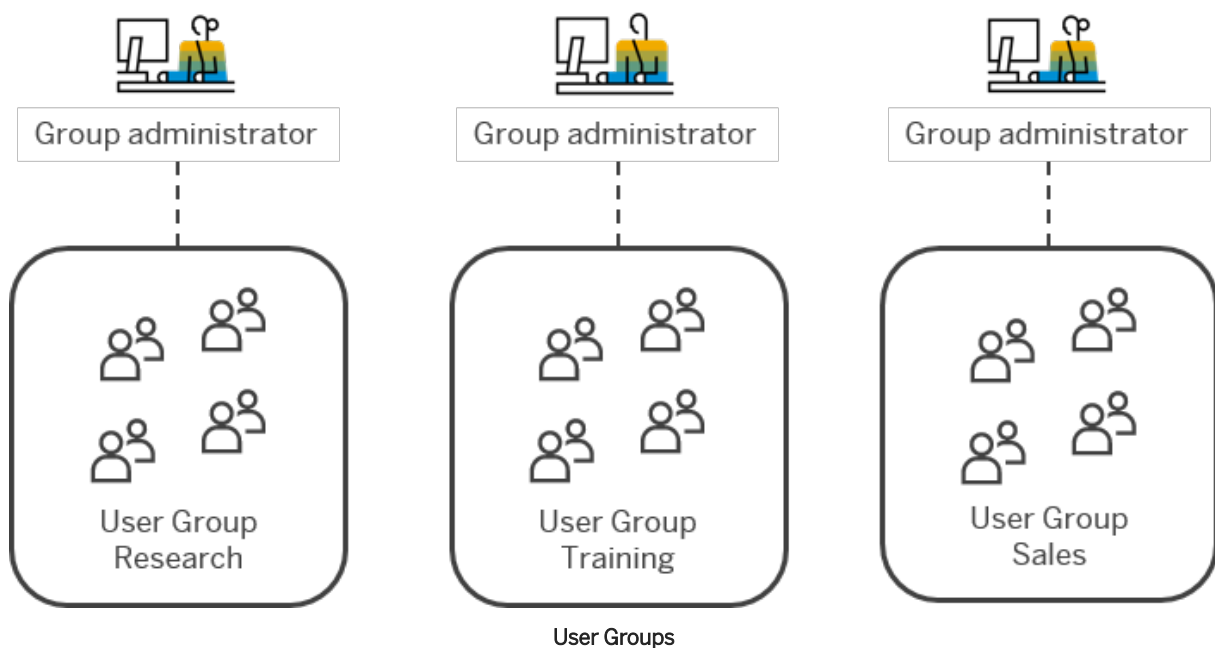 Group administrator
Group administrator
Group administrator
User Group
Research
User Group
Training
User Group
Sales
User Groups